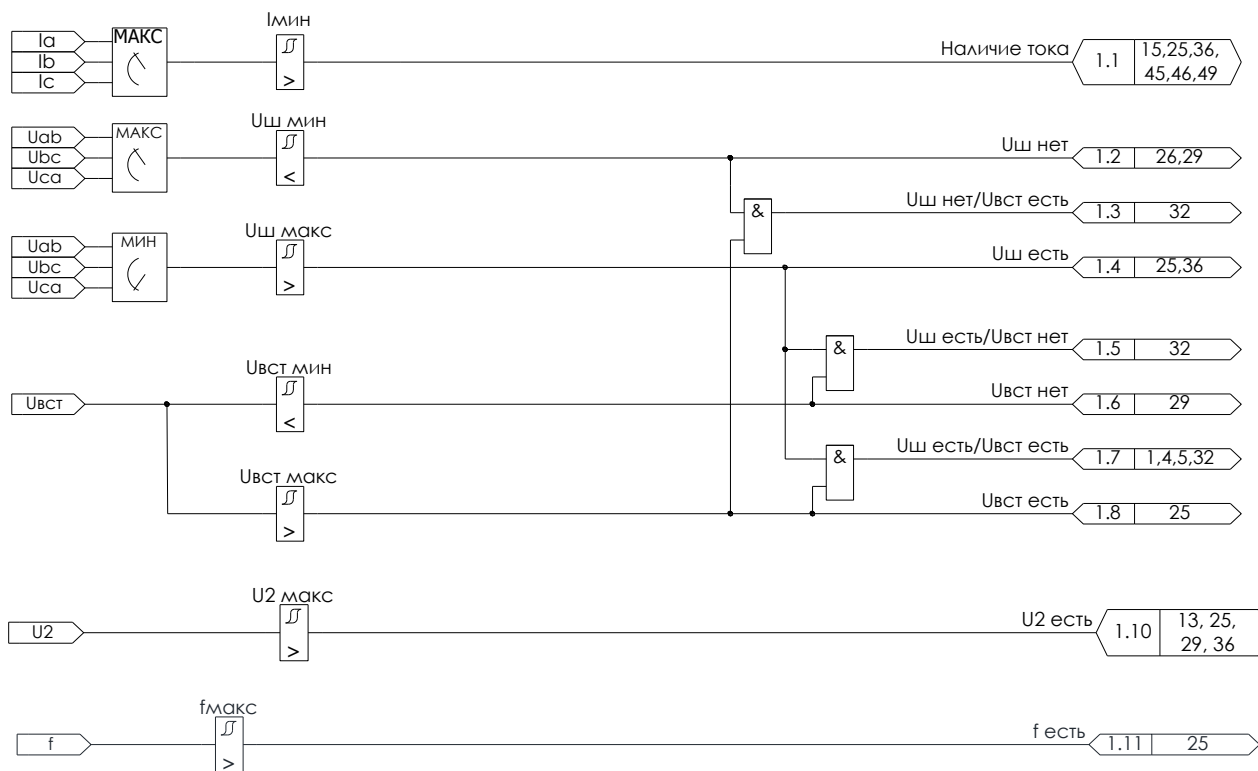 Iмин
Ia
Ib
Ic
МАКС
>
Наличие тока
1.1
15,25,36,
45,46,49
Uш мин
Uab
Ubc
Uca
МАКС
<
Uш нет
1.2
26,29
&
Uш нет/Uвст есть
1.3
32
Uш макс
Uab
Ubc
Uca
МИН
>
Uш есть
1.4
25,36
&
Uш есть/Uвст нет
1.5
32
Uвст мин
Uвст
<
Uвст нет
1.6
29
&
Uш есть/Uвст есть
1.7
1,4,5,32
Uвст макс
>
Uвст есть
1.8
25
U2 макс
U2
>
U2 есть
1.10
13, 25,
29, 36
fмакс
f
>
f есть
1.11
25